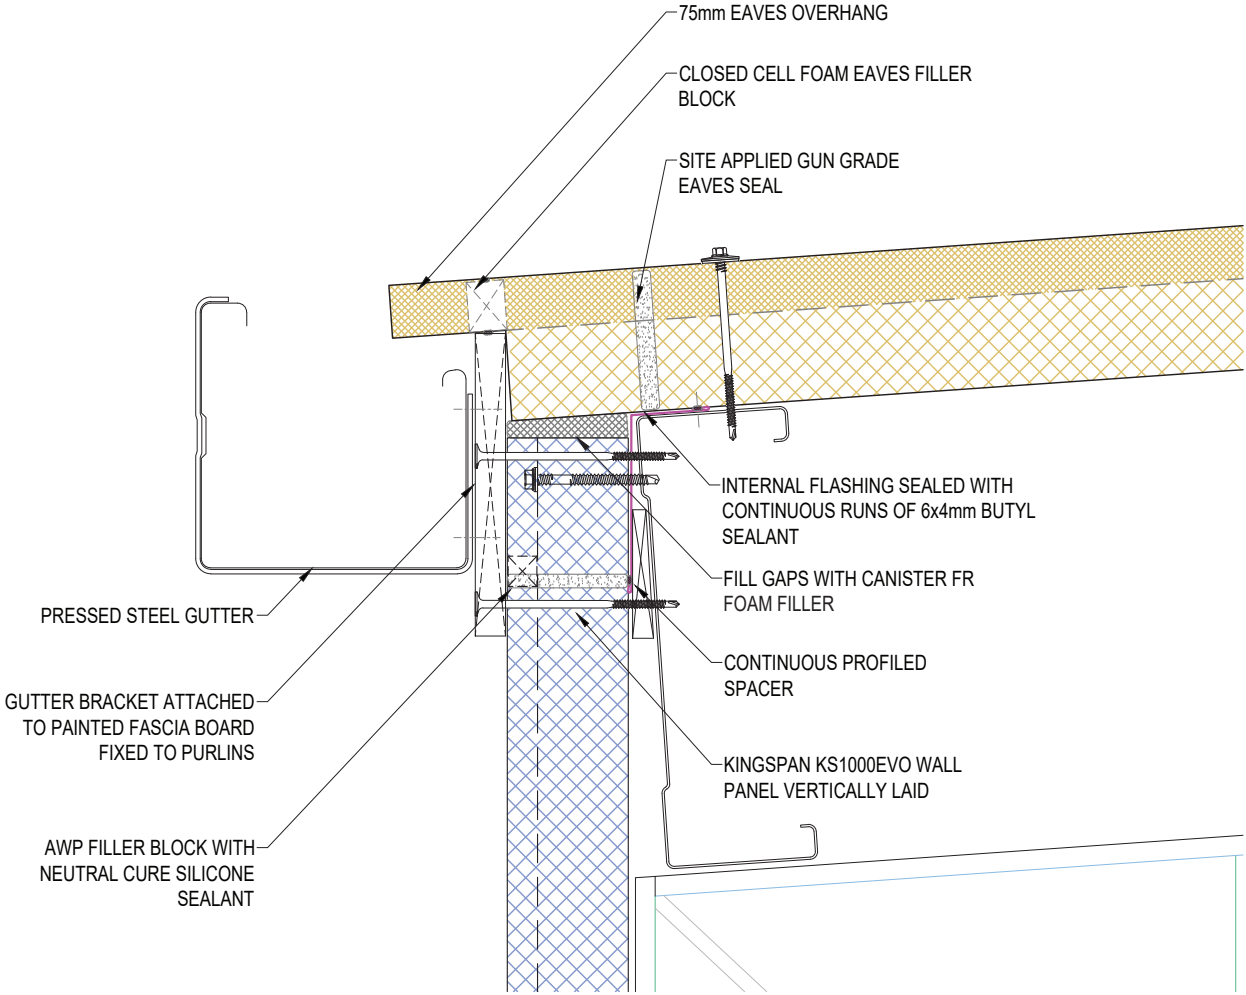 75mm EAVES OVERHANG
CLOSED CELL FOAM EAVES FILLER
BLOCK
SITE APPLIED GUN GRADE
EAVES SEAL
INTERNAL FLASHING SEALED WITH
CONTINUOUS RUNS OF 6x4mm BUTYL
SEALANT
FILL GAPS WITH CANISTER FR
FOAM FILLER
CONTINUOUS PROFILED
SPACER
KINGSPAN KS1000EVO WALL
PANEL VERTICALLY LAID
PRESSED STEEL GUTTER
GUTTER BRACKET ATTACHED
TO PAINTED FASCIA BOARD
FIXED TO PURLINS
AWP FILLER BLOCK WITH
NEUTRAL CURE SILICONE
SEALANT